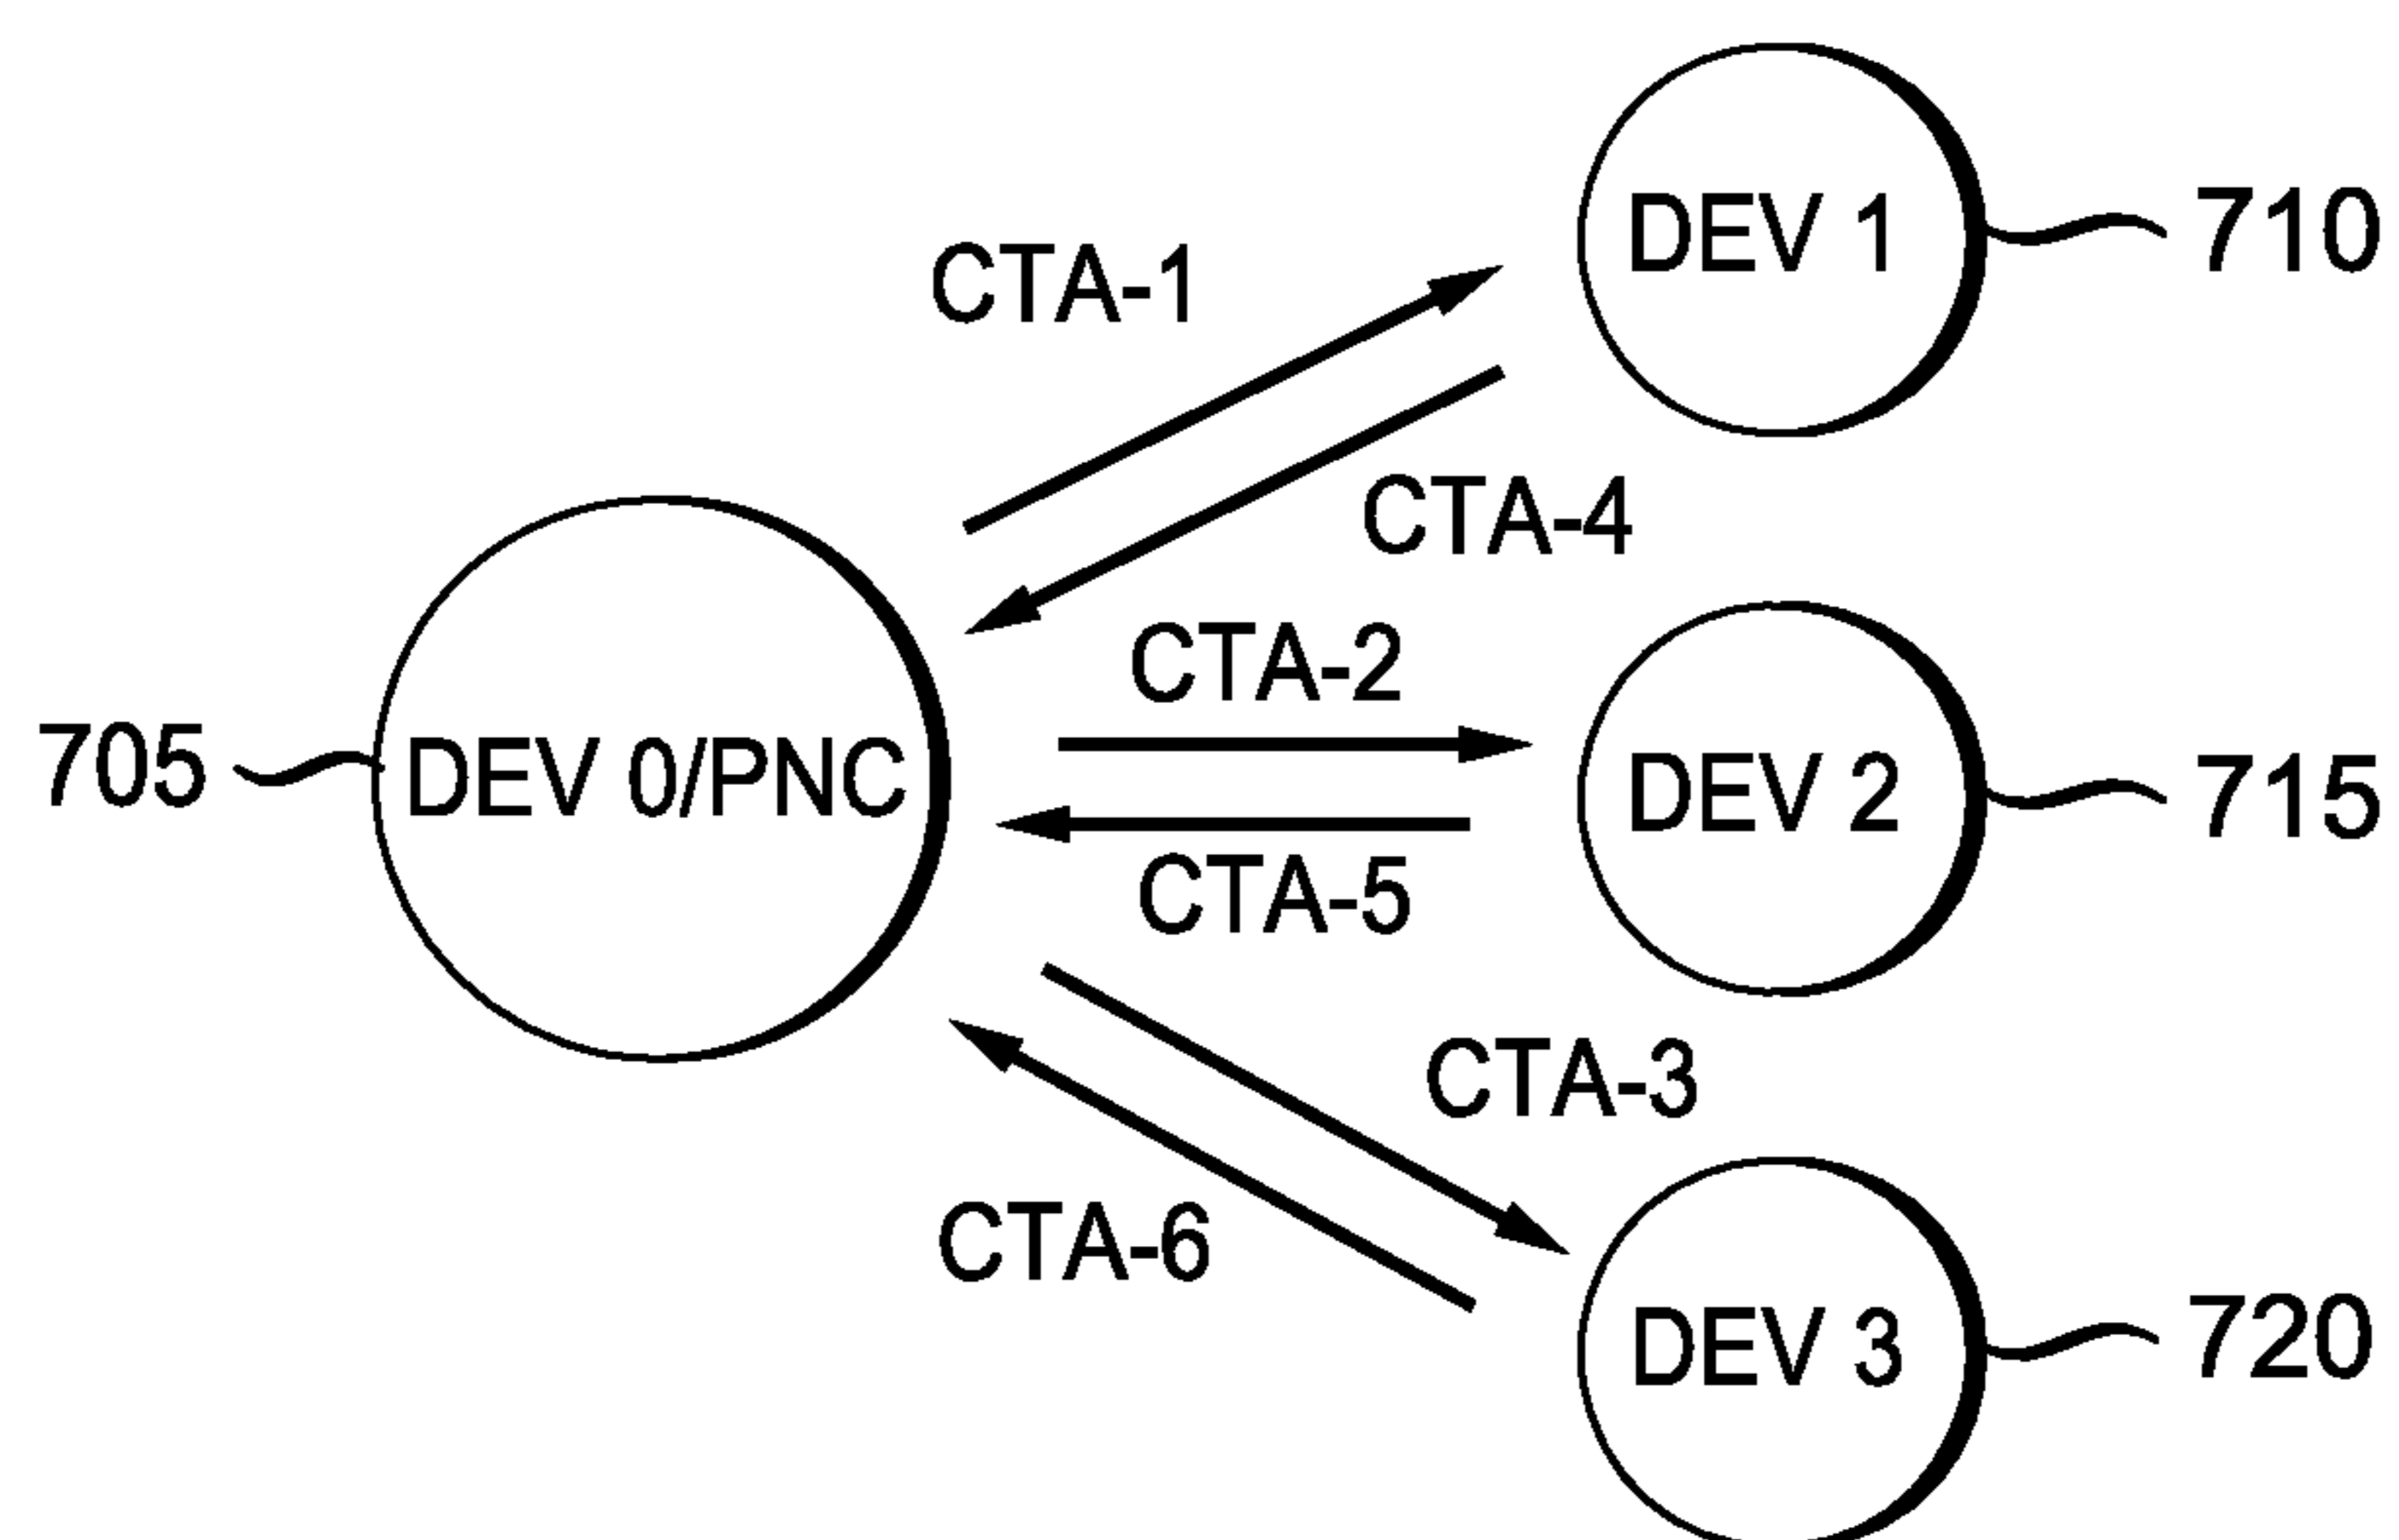 DEV 1
710
CTA-1
CTA-4
CTA-2
705
DEV 0/PNC
DEV 2
715
CTA-5
CTA-3
CTA-6
DEV 3
720